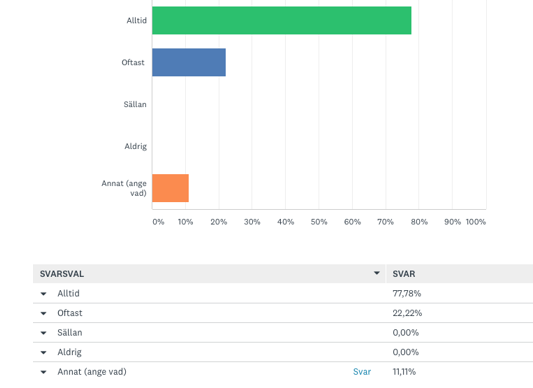 Alltid
Oftast
Sällan
Aldrig
Annat (ange
vad)
0% 10% 20% 30% 40% 50% 60% 70% 80% 90% 100%
SVARSVAL SVAR
Alltid 77,78%
Oftast 22,22%
Sällan 0,00%
Aldrig 0,00%
Annat (ange vad) Svar 11,11%